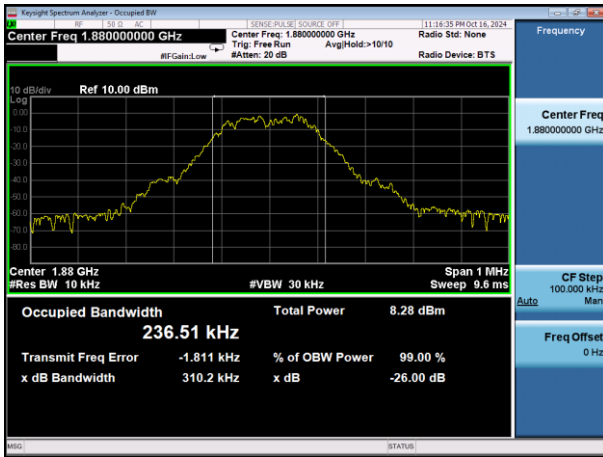 Keysight Spectrum Analyzer - Occupied BW
RF 50 Ω AC SENSE:PULSE SOURCE OFF 11:16:35 PM Oct 16, 2024
Center Freq 1.880000000 GHz
Center Freq: 1.880000000 GHz Radio Std: None
Trig: Free Run Avg|Hold:>10/10
#IFGain:Low #Atten: 20 dB Radio Device: BTS
Frequency
10 dB/div Ref 10.00 dBm
Log
0.00
-10.0
-20.0
-30.0
-40.0
-50.0
-60.0
-70.0
-80.0
Center Freq
1.880000000 GHz
Center 1.88 GHz Span 1 MHz
#Res BW 10 kHz #VBW 30 kHz Sweep 9.6 ms
CF Step
100.000 kHz
Auto Man
Occupied Bandwidth Total Power 8.28 dBm
236.51 kHz
Transmit Freq Error -1.811 kHz % of OBW Power 99.00 %
x dB Bandwidth 310.2 kHz x dB -26.00 dB
Freq Offset
0 Hz
MSG STATUS